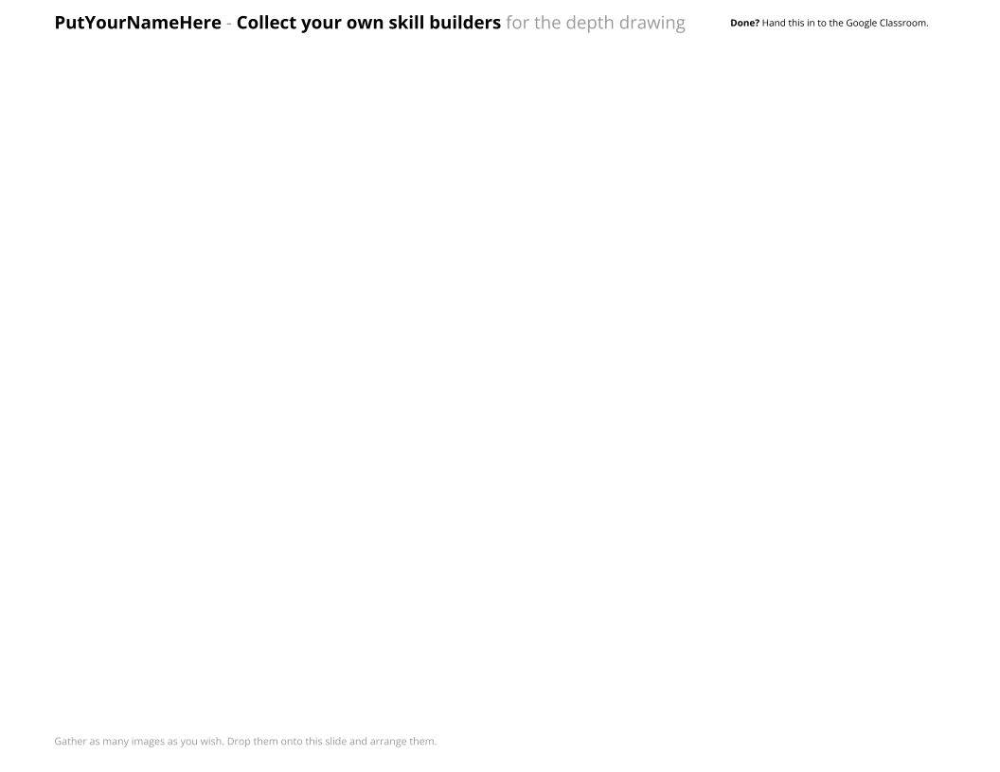 PutYourNameHere - Collect your own skill builders for the depth drawing
Done? Hand this in to the Google Classroom.
Gather as many images as you wish. Drop them onto this slide and arrange them.